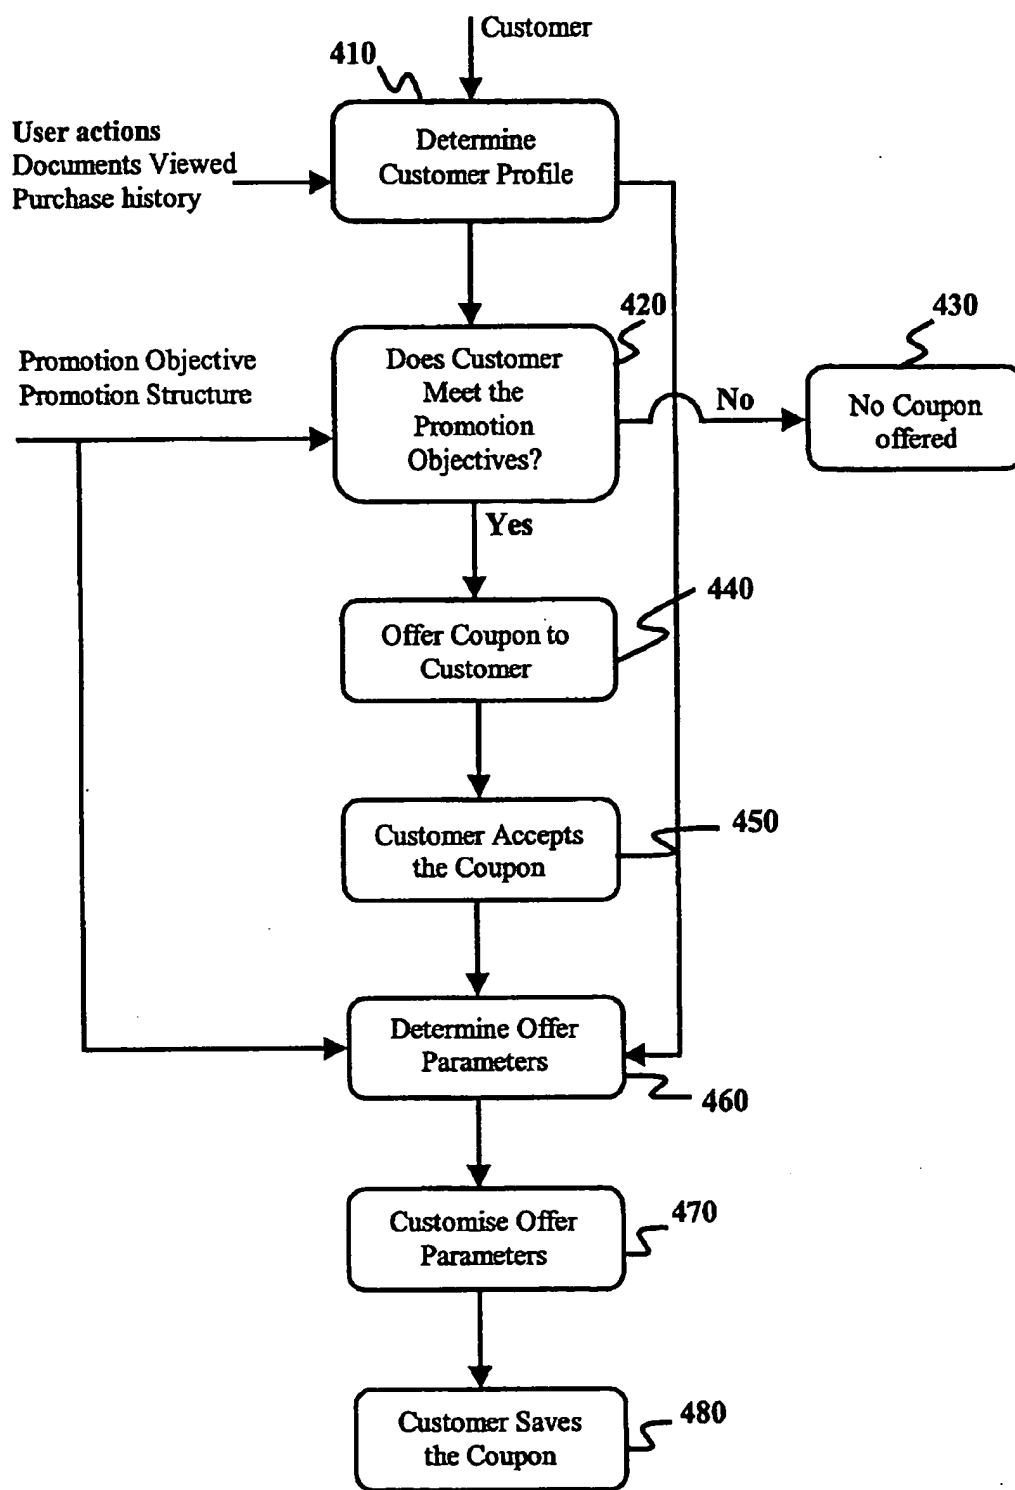 Customer
410
Determine
Customer Profile
User actions
Documents Viewed
Purchase history
420
430
Does Customer
Meet the
Promotion
Objectives?
Promotion Objective
Promotion Structure
No
No Coupon
offered
Yes
440
Offer Coupon to
Customer
450
Customer Accepts
the Coupon
Determine Offer
Parameters
460
470
Customise Offer
Parameters
480
Customer Saves
the Coupon